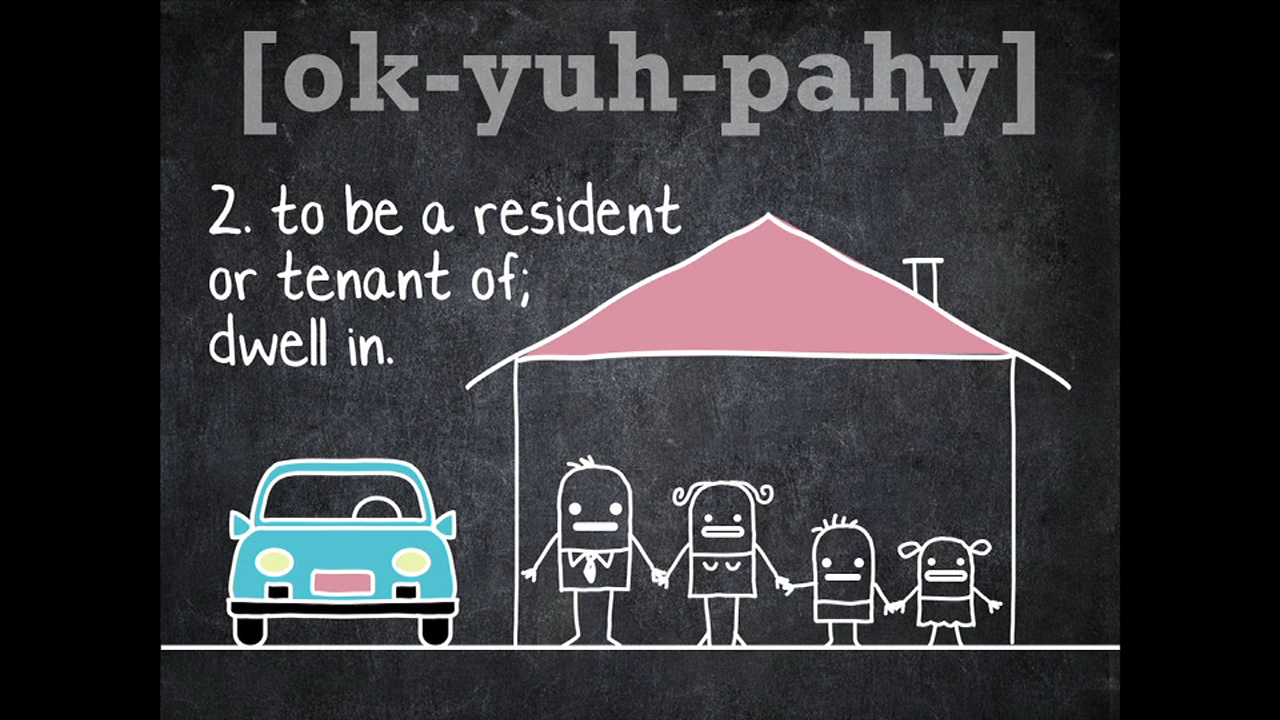 [ok-yuh-pahy]
2. to be a resident
or tenant of;
dwell in.